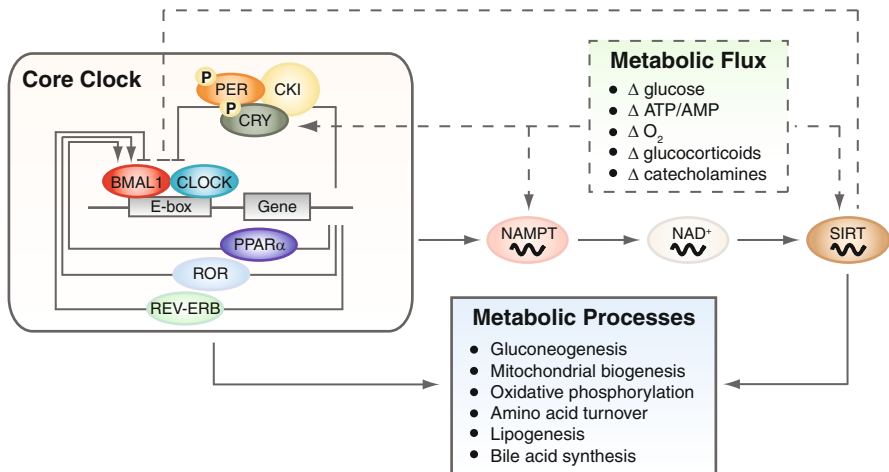 Core Clock
P
PER
CKI
P
CRY
BMAL1
CLOCK
E-box
Gene
PPARα
ROR
REV-ERB
Metabolic Flux
● Δ glucose
● Δ ATP/AMP
● Δ O₂
● Δ glucocorticoids
● Δ catecholamines
NAMPT
NAD⁺
SIRT
Metabolic Processes
● Gluconeogenesis
● Mitochondrial biogenesis
● Oxidative phosphorylation
● Amino acid turnover
● Lipogenesis
● Bile acid synthesis